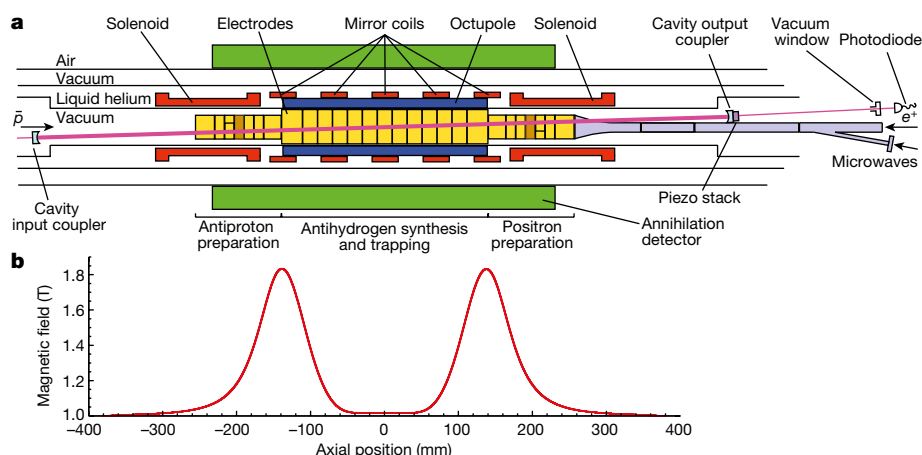 a
Solenoid
Electrodes
Mirror coils
Octupole
Solenoid
Cavity output
coupler
Vacuum
window
Photodiode
Air
Vacuum
Liquid helium
Vacuum
p̄
e⁺
Microwaves
Cavity
input coupler
Piezo stack
Annihilation
detector
Antiproton
preparation
Antihydrogen synthesis
and trapping
Positron
preparation
b
Magnetic field (T)
1.8
1.6
1.4
1.2
1.0
−400
−300
−200
−100
0
100
200
300
400
Axial position (mm)